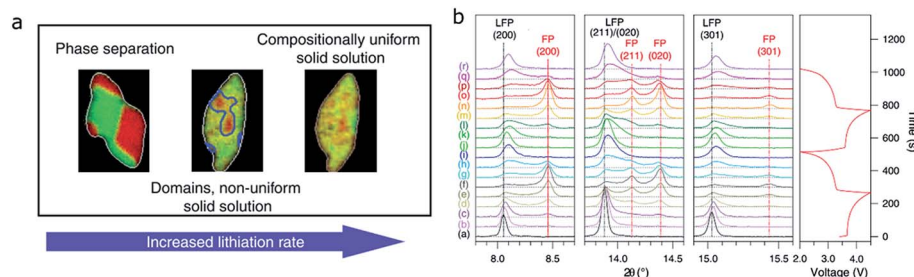 a
Phase separation
Compositionally uniform
solid solution
Domains, non-uniform
solid solution
Increased lithiation rate
b
LFP
(200)
FP
(200)
LFP
(211)/(020)
FP
(211)
FP
(020)
LFP
(301)
FP
(301)
(r)
(q)
(p)
(o)
(n)
(m)
(l)
(k)
(j)
(i)
(h)
(g)
(f)
(e)
(d)
(c)
(b)
(a)
1200
1000
800
600
400
200
0
Time (s)
8.0 8.5 14.0 14.5 15.0 15.5 2.0 3.0 4.0
2θ (°)
Voltage (V)